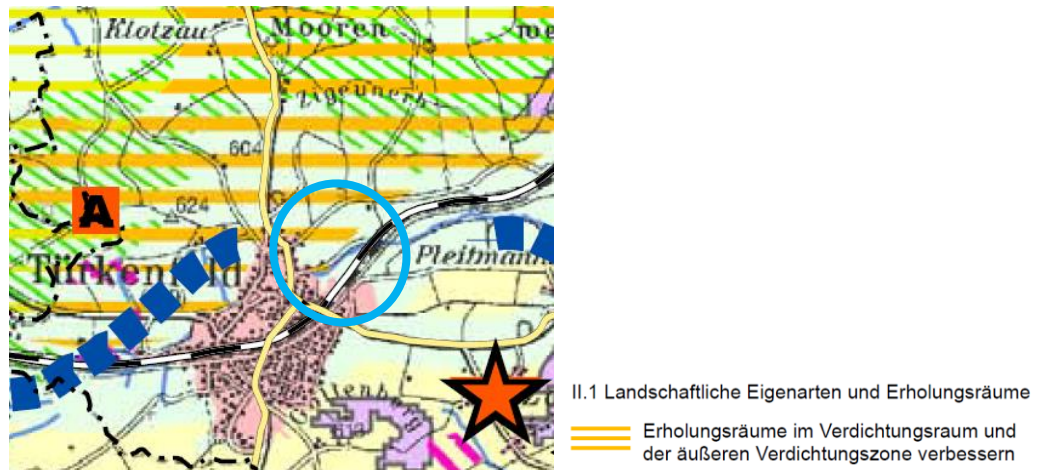 Klotzau
Mooren
Zigeunerb
604
A
624
Türkenfeld
Pleitmann
II.1 Landschaftliche Eigenarten und Erholungsräume
Erholungsräume im Verdichtungsraum und
der äußeren Verdichtungszone verbessern